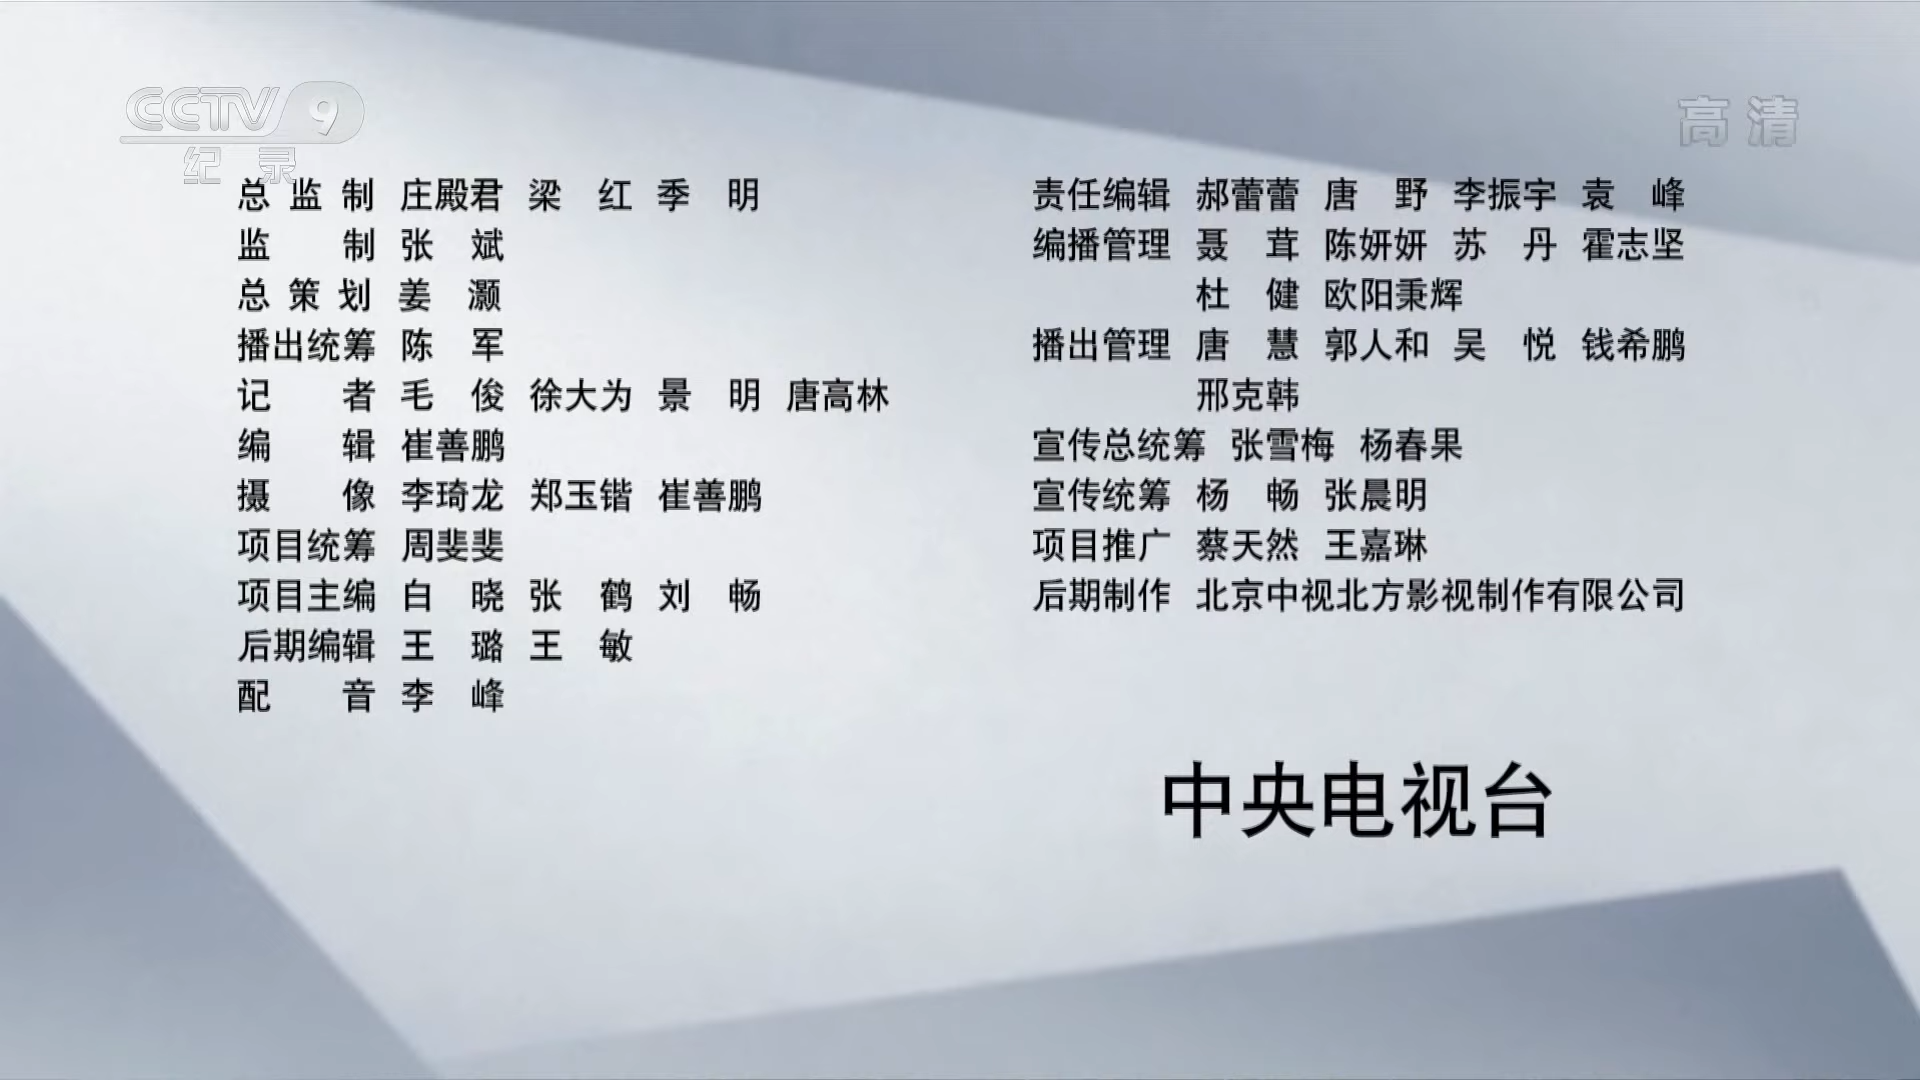 CCTV 9
纪 录
高 清
总 监 制 庄殿君 梁 红 季 明
监 制 张 斌
总 策 划 姜 灏
播出统筹 陈 军
记 者 毛 俊 徐大为 景 明 唐高林
编 辑 崔善鹏
摄 像 李琦龙 郑玉锴 崔善鹏
项目统筹 周斐斐
项目主编 白 晓 张 鹤 刘 畅
后期编辑 王 璐 王 敏
配 音 李 峰
责任编辑 郝蕾蕾 唐 野 李振宇 袁 峰
编播管理 聂 茸 陈妍妍 苏 丹 霍志坚
杜 健 欧阳秉辉
播出管理 唐 慧 郭人和 吴 悦 钱希鹏
邢克韩
宣传总统筹 张雪梅 杨春果
宣传统筹 杨 畅 张晨明
项目推广 蔡天然 王嘉琳
后期制作 北京中视北方影视制作有限公司
中央电视台